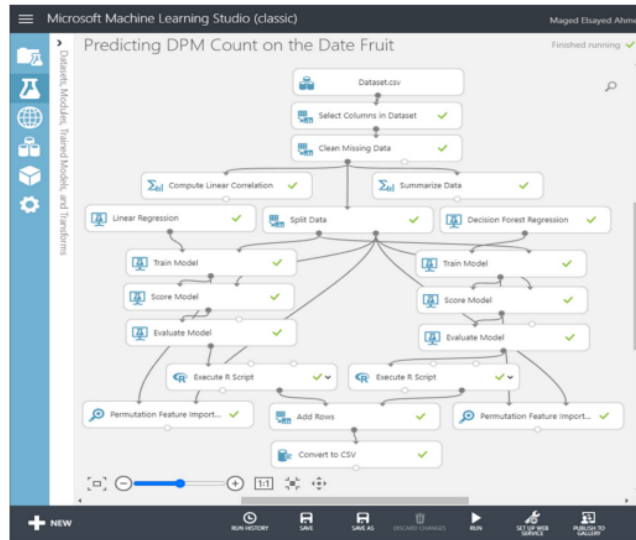 Microsoft Machine Learning Studio (classic)
Maged Elsayed Ahme
Predicting DPM Count on the Date Fruit
Finished running
Datasets, Modules, Trained Models, and Transforms
Dataset.csv
Select Columns in Dataset
Clean Missing Data
Compute Linear Correlation
Summarize Data
Linear Regression
Split Data
Decision Forest Regression
Train Model
Train Model
Score Model
Score Model
Evaluate Model
Evaluate Model
Execute R Script
Execute R Script
Permutation Feature Import...
Add Rows
Permutation Feature Import...
Convert to CSV
1:1
NEW
RUN HISTORY
SAVE
SAVE AS
DISCARD CHANGES
RUN
SET UP WEB SERVICE
PUBLISH TO GALLERY